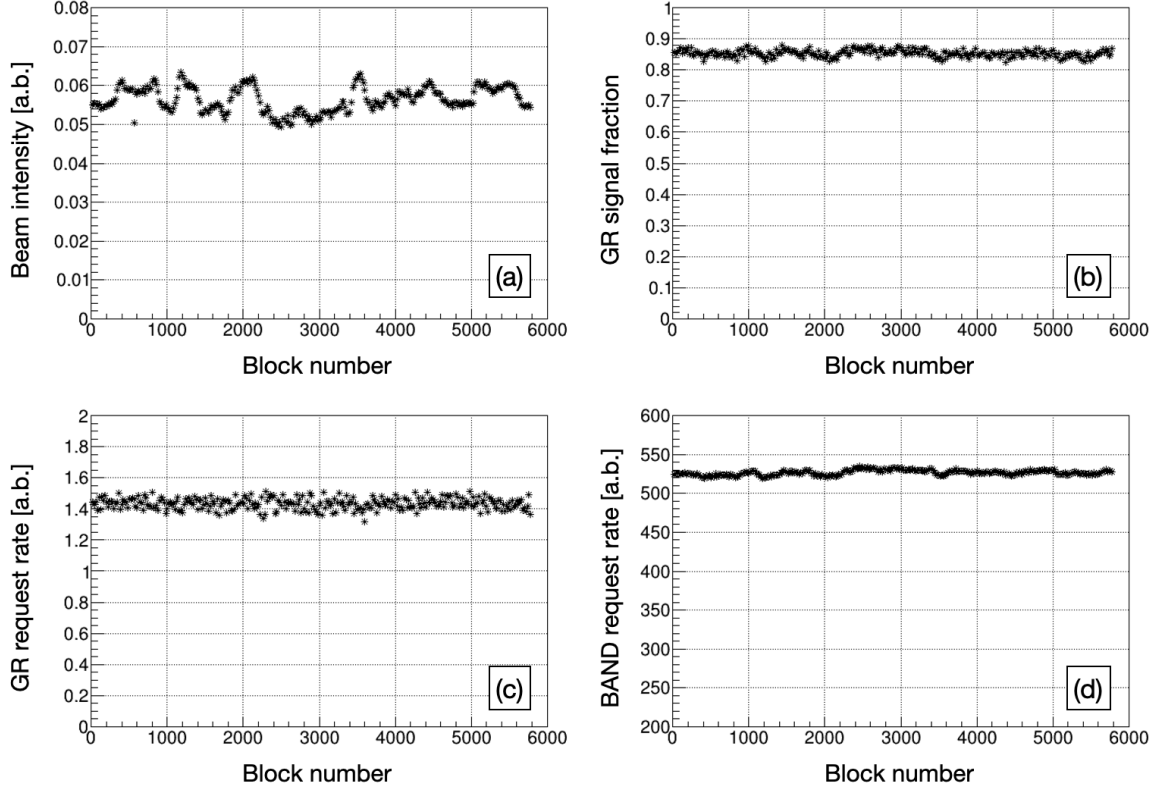 0.08
0.07
0.06
0.05
0.04
0.03
0.02
0.01
0
Beam intensity [a.b.]
(a)
0 1000 2000 3000 4000 5000 6000
Block number
1
0.9
0.8
0.7
0.6
0.5
0.4
0.3
0.2
0.1
0
GR signal fraction
(b)
0 1000 2000 3000 4000 5000 6000
Block number
2
1.8
1.6
1.4
1.2
1
0.8
0.6
0.4
0.2
0
GR request rate [a.b.]
(c)
0 1000 2000 3000 4000 5000 6000
Block number
600
550
500
450
400
350
300
250
200
BAND request rate [a.b.]
(d)
0 1000 2000 3000 4000 5000 6000
Block number